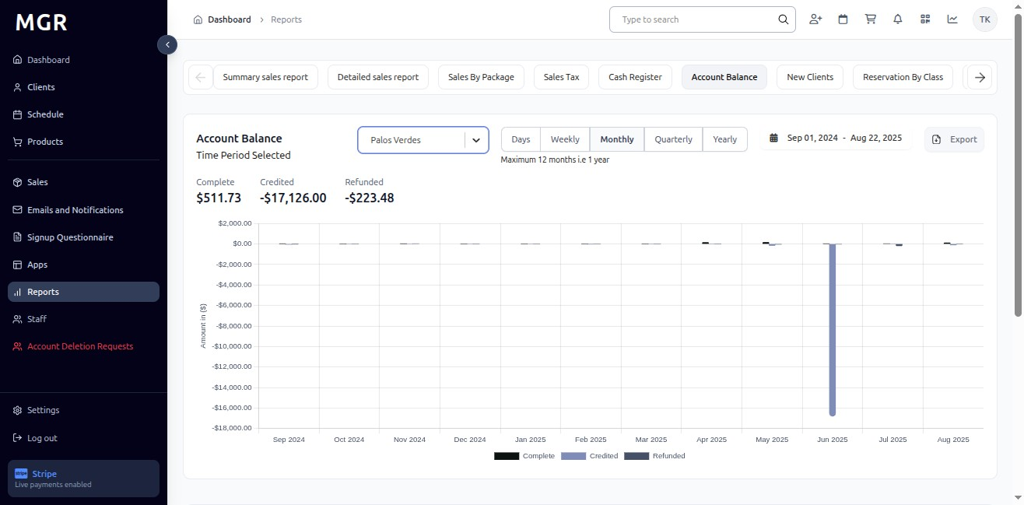 MGR
Dashboard
Clients
Schedule
Products
Sales
Emails and Notifications
Signup Questionnaire
Apps
Reports
Staff
Account Deletion Requests
Settings
Log out
Stripe
Live payments enabled
Dashboard > Reports
Type to search
TK
Summary sales report
Detailed sales report
Sales By Package
Sales Tax
Cash Register
Account Balance
New Clients
Reservation By Class
Account Balance
Time Period Selected
Palos Verdes
Days
Weekly
Monthly
Quarterly
Yearly
Maximum 12 months i.e 1 year
Sep 01, 2024 - Aug 22, 2025
Export
Complete
$511.73
Credited
-$17,126.00
Refunded
-$223.48
Amount in ($)
$2,000.00
$0.00
-$2,000.00
-$4,000.00
-$6,000.00
-$8,000.00
-$10,000.00
-$12,000.00
-$14,000.00
-$16,000.00
-$18,000.00
Sep 2024
Oct 2024
Nov 2024
Dec 2024
Jan 2025
Feb 2025
Mar 2025
Apr 2025
May 2025
Jun 2025
Jul 2025
Aug 2025
Complete
Credited
Refunded